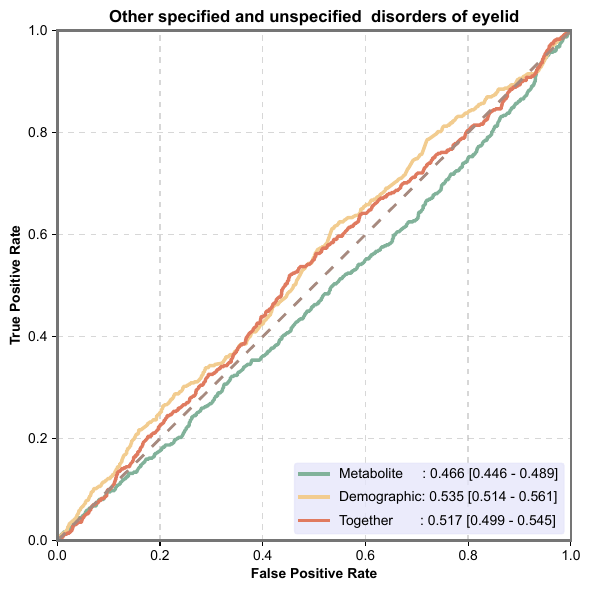 Other specified and unspecified  disorders of eyelid
1.0
0.8
0.6
0.4
0.2
0.0
True Positive Rate
Metabolite : 0.466 [0.446 - 0.489]
Demographic: 0.535 [0.514 - 0.561]
Together : 0.517 [0.499 - 0.545]
0.0 0.2 0.4 0.6 0.8 1.0
False Positive Rate